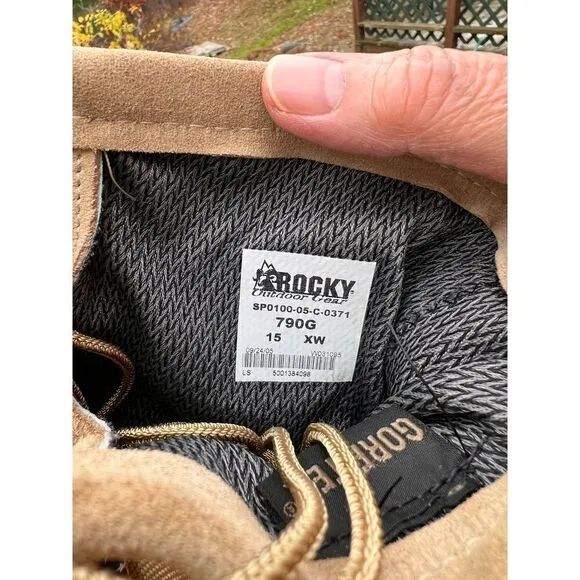 ROCKY
Outdoor Gear
SP0100-05-C-0371
790G
15 XW
09/24/05 W031095
LS 5001384098
GORE-TEX
®